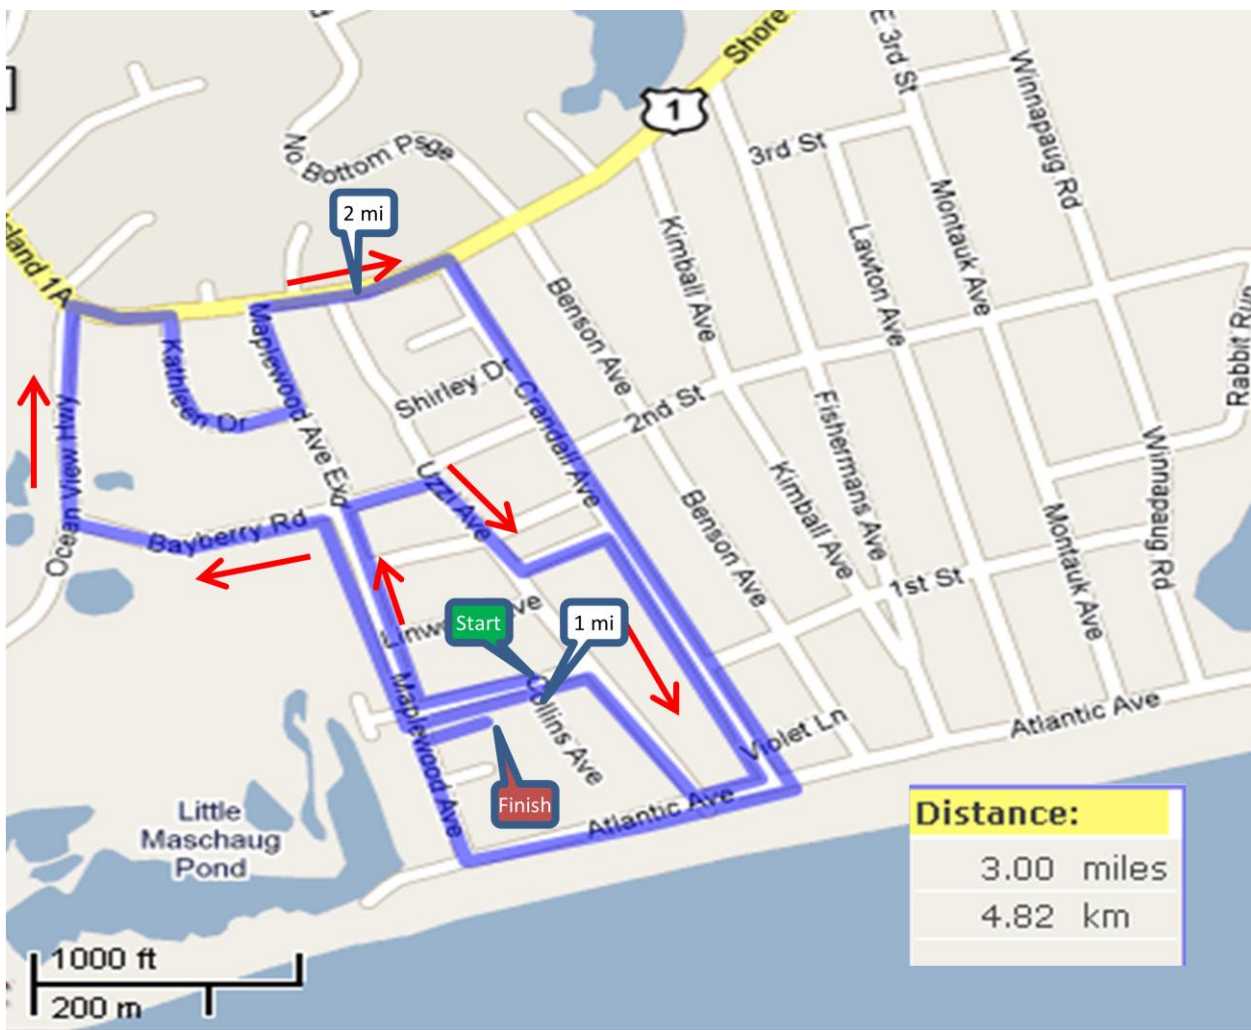 Shore
E 3rd St
1
Winnapaug Rd
No Bottom Psge
3rd St
2 mi
Montauk Ave
Kimball Ave
Lawton Ave
1A
Maplewood Ave Ext
Benson Ave
Rabbit Run
Kathleen Dr
Shirley Dr
Crandall Ave
2nd St
Fishermans Ave
Ocean View Hwy
Uzzi Ave
Kimball Ave
Winnapaug Rd
Bayberry Rd
Benson Ave
Montauk Ave
1st St
Start
1 mi
Maplewood Ave
Collins Ave
Violet Ln
Atlantic Ave
Finish
Atlantic Ave
Little
Maschaug
Pond
Distance:
3.00 miles
4.82 km
1000 ft
200 m